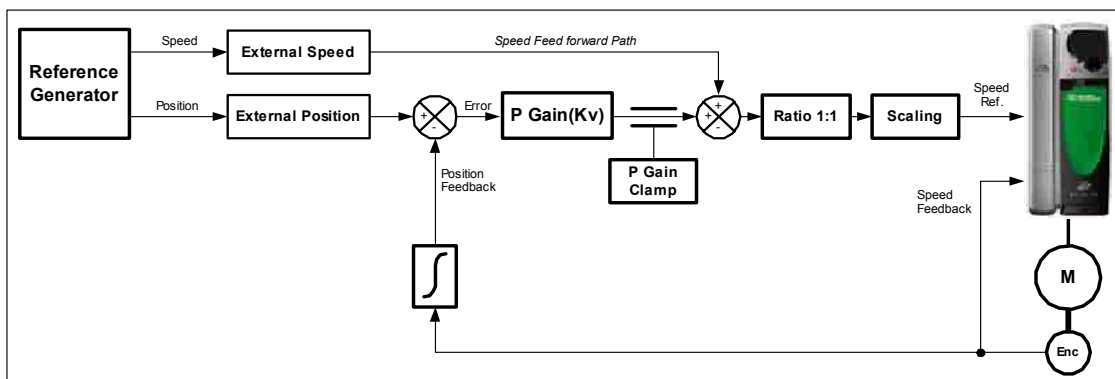 Speed
External Speed
Speed Feed forward Path
Reference
Generator
Position
External Position
+
-
Error
P Gain(Kv)
+
+
-
Ratio 1:1
Scaling
Speed
Ref.
P Gain
Clamp
Position
Feedback
Speed
Feedback
M
Enc